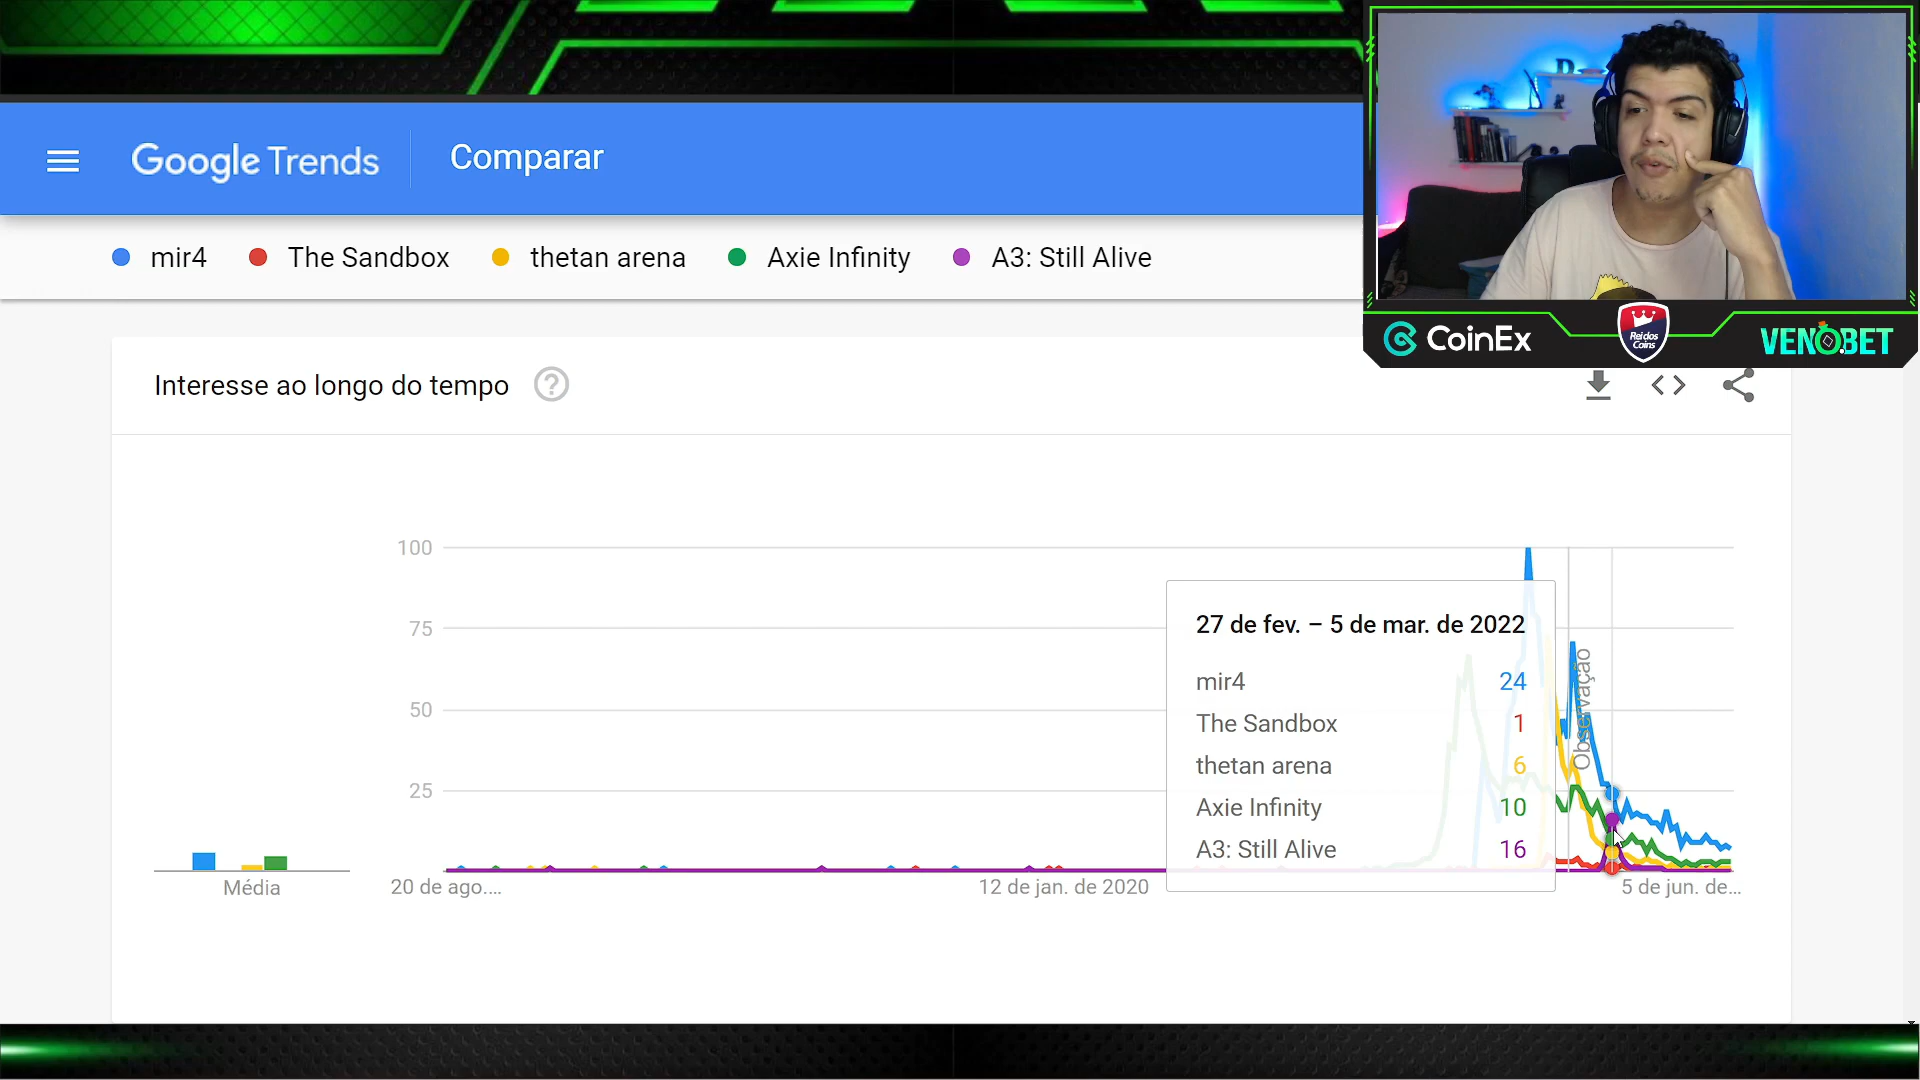 Google Trends
Comparar
mir4
The Sandbox
thetan arena
Axie Infinity
A3: Still Alive
CoinEx
Rei dos
Coins
VENOBET
Interesse ao longo do tempo
?
100
75
50
25
Média
20 de ago....
12 de jan. de 2020
5 de jun. de...
Observação
27 de fev. – 5 de mar. de 2022
mir4 24
The Sandbox 1
thetan arena 6
Axie Infinity 10
A3: Still Alive 16